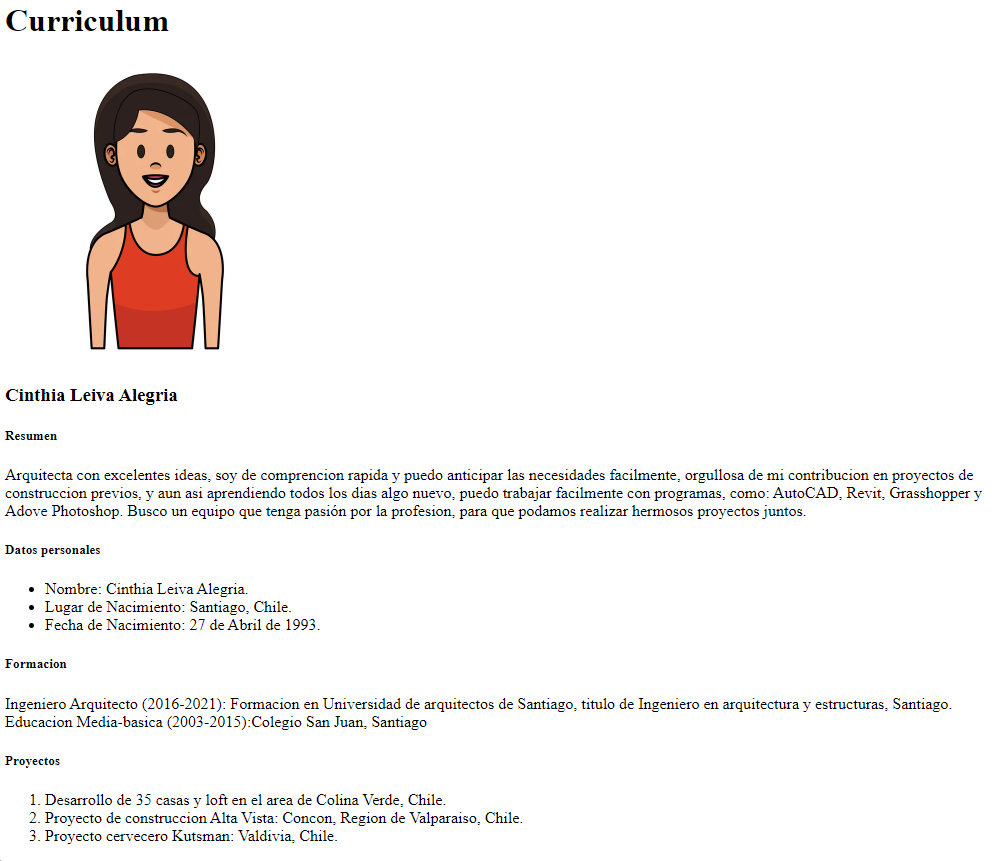 Curriculum
Cinthia Leiva Alegria
Resumen
Arquitecta con excelentes ideas, soy de comprencion rapida y puedo anticipar las necesidades facilmente, orgullosa de mi contribucion en proyectos de
construccion previos, y aun asi aprendiendo todos los dias algo nuevo, puedo trabajar facilmente con programas, como: AutoCAD, Revit, Grasshopper y
Adove Photoshop. Busco un equipo que tenga pasión por la profesion, para que podamos realizar hermosos proyectos juntos.
Datos personales
• Nombre: Cinthia Leiva Alegria.
• Lugar de Nacimiento: Santiago, Chile.
• Fecha de Nacimiento: 27 de Abril de 1993.
Formacion
Ingeniero Arquitecto (2016-2021): Formacion en Universidad de arquitectos de Santiago, titulo de Ingeniero en arquitectura y estructuras, Santiago.
Educacion Media-basica (2003-2015):Colegio San Juan, Santiago
Proyectos
1. Desarrollo de 35 casas y loft en el area de Colina Verde, Chile.
2. Proyecto de construccion Alta Vista: Concon, Region de Valparaiso, Chile.
3. Proyecto cervecero Kutsman: Valdivia, Chile.